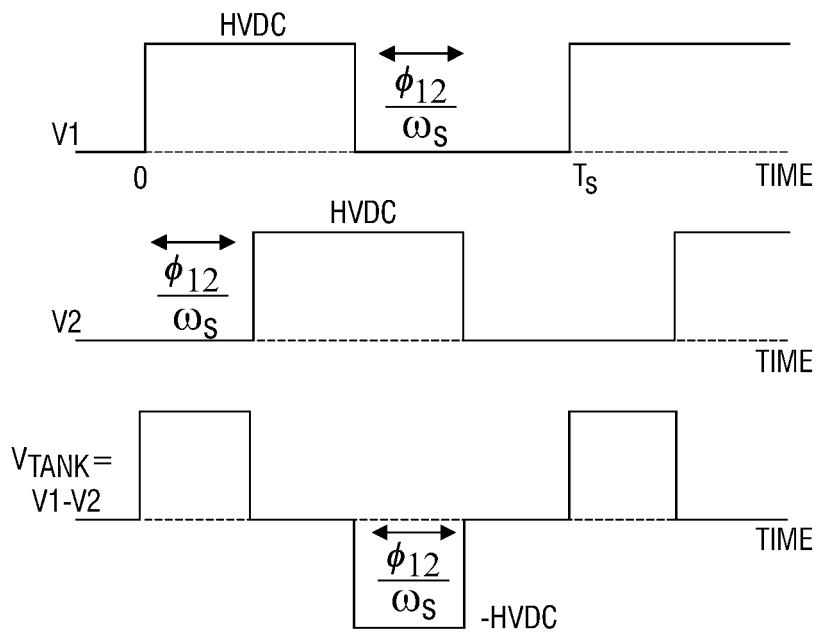 HVDC
ϕ12
ωS
V1
0
TS
TIME
HVDC
ϕ12
ωS
V2
TIME
VTANK=
V1-V2
TIME
ϕ12
ωS
-HVDC